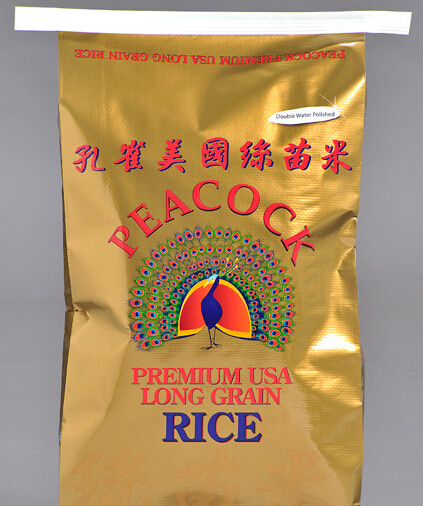 PEACOCK PREMIUM USA LONG GRAIN RICE
Double Water Polished
孔雀美國絲苗米
PEACOCK
PREMIUM USA
LONG GRAIN
RICE